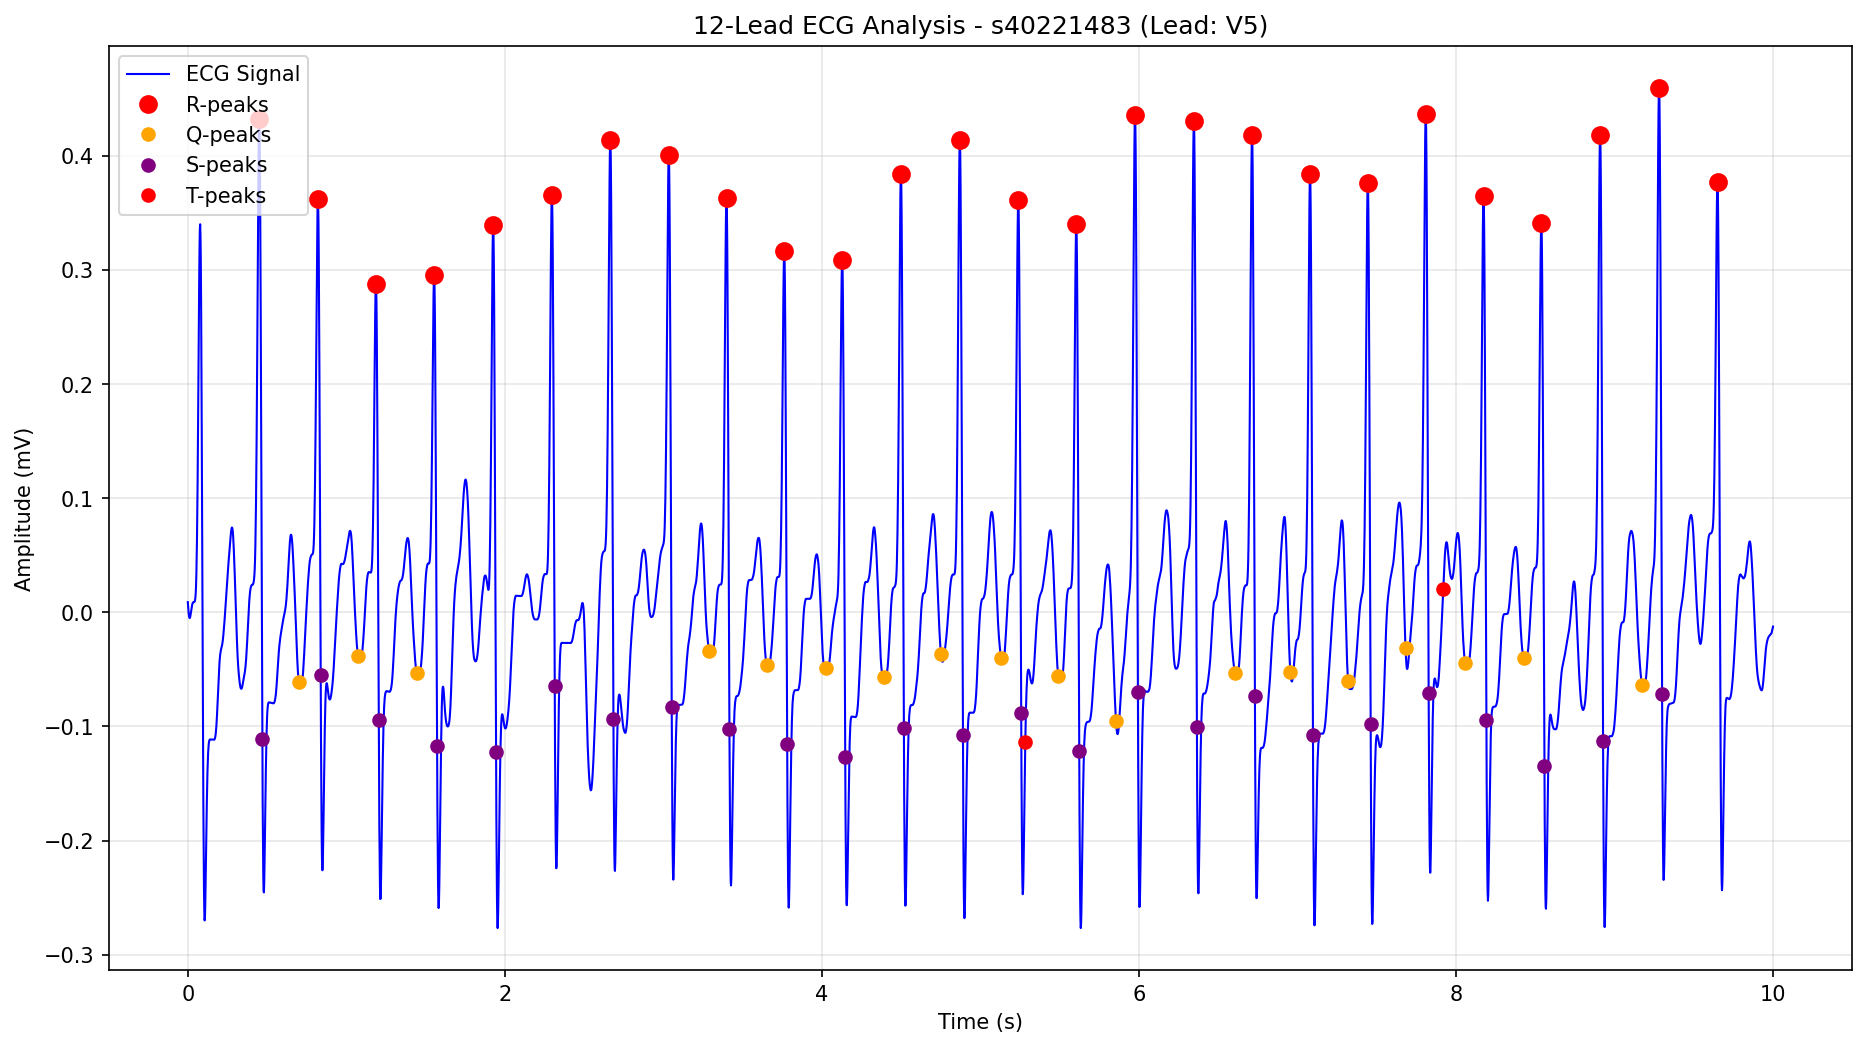 12-Lead ECG Analysis - s40221483 (Lead: V5)
ECG Signal
R-peaks
Q-peaks
S-peaks
T-peaks
Amplitude (mV)
0.4
0.3
0.2
0.1
0.0
−0.1
−0.2
−0.3
0 2 4 6 8 10
Time (s)